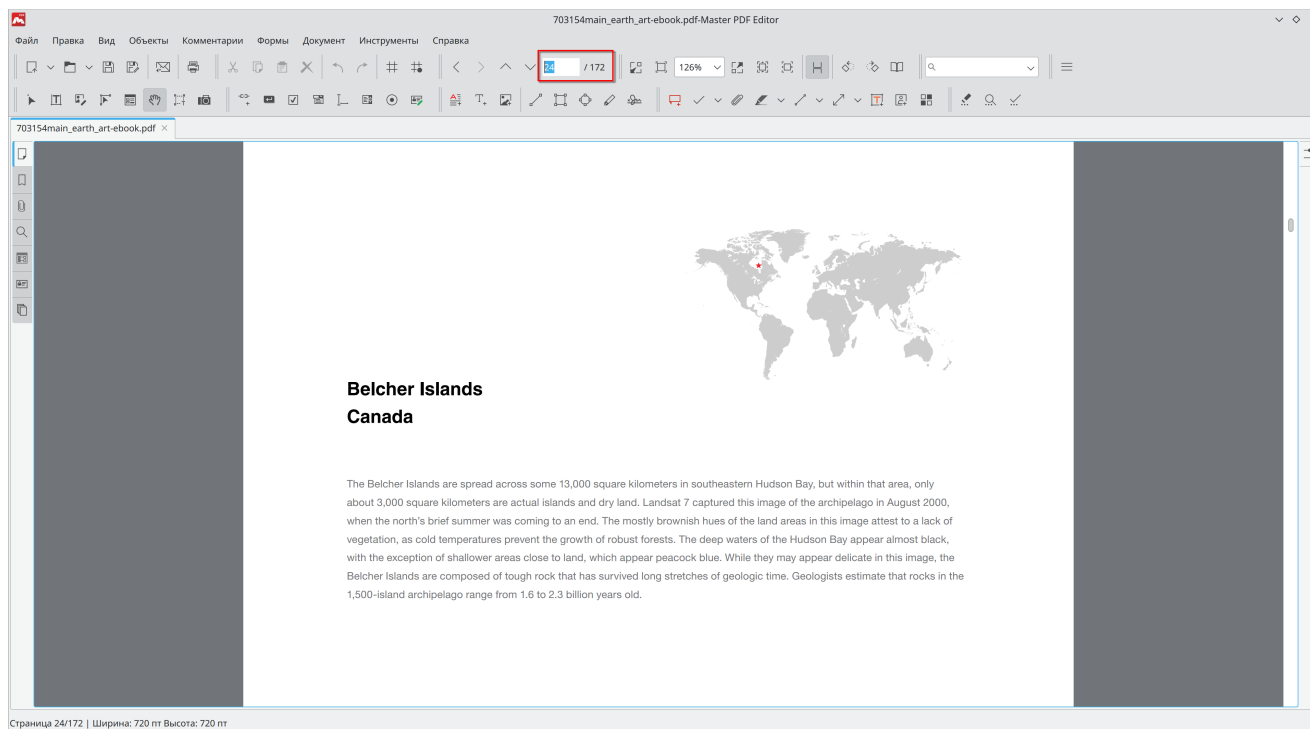 703154main_earth_art-ebook.pdf-Master PDF Editor
Файл Правка Вид Объекты Комментарии Формы Документ Инструменты Справка
24 / 172 126%
703154main_earth_art-ebook.pdf
Belcher Islands
Canada
The Belcher Islands are spread across some 13,000 square kilometers in southeastern Hudson Bay, but within that area, only
about 3,000 square kilometers are actual islands and dry land. Landsat 7 captured this image of the archipelago in August 2000,
when the north’s brief summer was coming to an end. The mostly brownish hues of the land areas in this image attest to a lack of
vegetation, as cold temperatures prevent the growth of robust forests. The deep waters of the Hudson Bay appear almost black,
with the exception of shallower areas close to land, which appear peacock blue. While they may appear delicate in this image, the
Belcher Islands are composed of tough rock that has survived long stretches of geologic time. Geologists estimate that rocks in the
1,500-island archipelago range from 1.6 to 2.3 billion years old.
Страница 24/172 | Ширина: 720 пт Высота: 720 пт